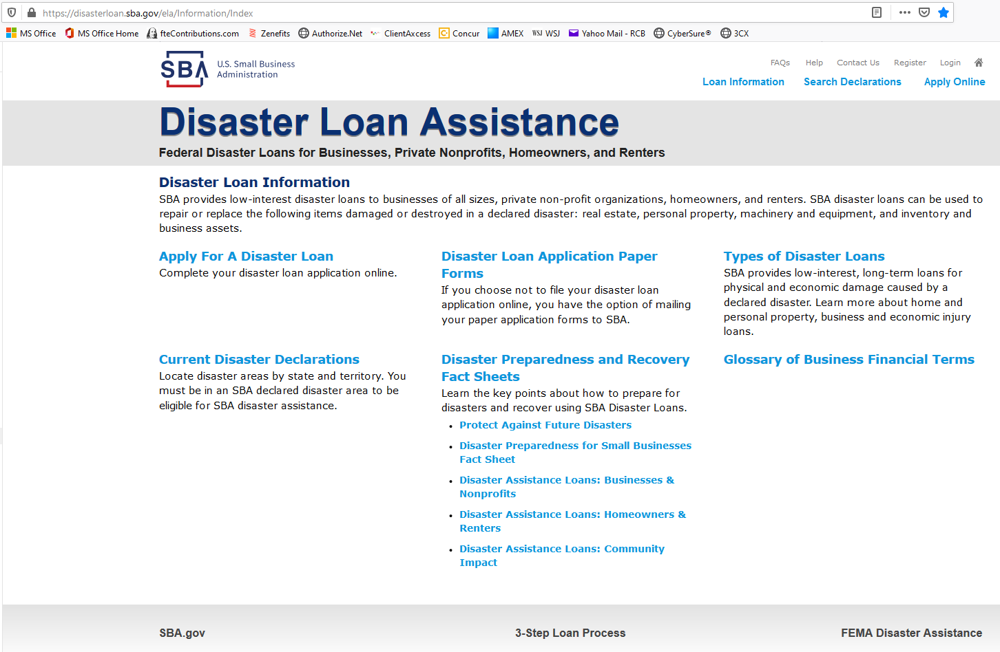 https://disasterloan.sba.gov/ela/Information/Index
MS Office MS Office Home fteContributions.com Zenefits Authorize.Net ClientAxcess Concur AMEX WSJ WSJ Yahoo Mail - RCB CyberSure® 3CX
SBA U.S. Small Business
Administration
FAQs Help Contact Us Register Login
Loan Information Search Declarations Apply Online
Disaster Loan Assistance
Federal Disaster Loans for Businesses, Private Nonprofits, Homeowners, and Renters
Disaster Loan Information
SBA provides low-interest disaster loans to businesses of all sizes, private non-profit organizations, homeowners, and renters. SBA disaster loans can be used to
repair or replace the following items damaged or destroyed in a declared disaster: real estate, personal property, machinery and equipment, and inventory and
business assets.
Apply For A Disaster Loan
Complete your disaster loan application online.
Disaster Loan Application Paper
Forms
If you choose not to file your disaster loan
application online, you have the option of mailing
your paper application forms to SBA.
Types of Disaster Loans
SBA provides low-interest, long-term loans for
physical and economic damage caused by a
declared disaster. Learn more about home and
personal property, business and economic injury
loans.
Current Disaster Declarations
Locate disaster areas by state and territory. You
must be in an SBA declared disaster area to be
eligible for SBA disaster assistance.
Disaster Preparedness and Recovery
Fact Sheets
Learn the key points about how to prepare for
disasters and recover using SBA Disaster Loans.
• Protect Against Future Disasters
• Disaster Preparedness for Small Businesses
Fact Sheet
• Disaster Assistance Loans: Businesses &
Nonprofits
• Disaster Assistance Loans: Homeowners &
Renters
• Disaster Assistance Loans: Community
Impact
Glossary of Business Financial Terms
SBA.gov 3-Step Loan Process FEMA Disaster Assistance